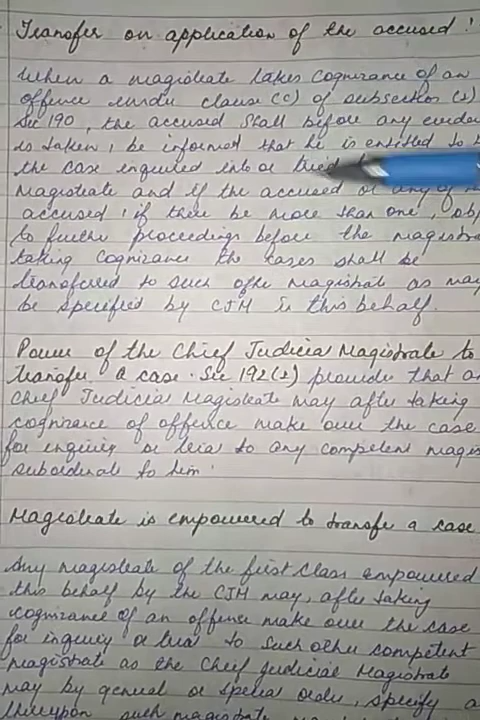 Transfer on application of the accused!
When a magistrate takes cognizance of an
offence under clause (c) of subsection (1)
Sec 190, the accused shall before any
is taken, be informed that he is entitled to
the case inquired into or tried
Magistrate and if the accused or any of
accused, if there be more than one,
to further proceedings before the
taking cognizance the cases shall be
transferred to such other magistrate as may
be specified by CJM in this behalf.
Power of the Chief Judicial Magistrate to
transfer a case. Sec 192(1) provides that
Chief Judicial Magistrate may after taking
cognizance of offence make over the case
for inquiry or trial to any competent
subordinate to him.
Magistrate is empowered to transfer a case
Any magistrate of the first class empowered
this behalf by the CJM may, after taking
cognizance of an offence make over the case
for inquiry or trial to such other competent
magistrate as the Chief Judicial Magistrate
may by general or special order, specify
thereupon such